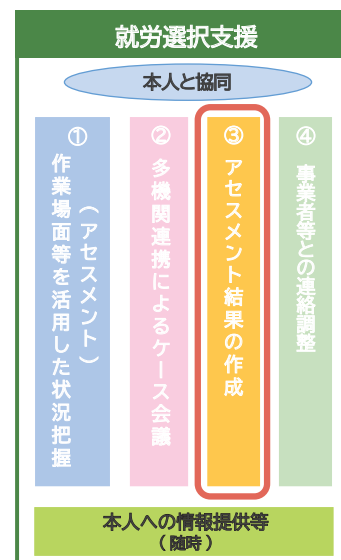 就労選択支援
本人と協同
①
作業場面等を活用した状況把握
（アセスメント）
②
多機関連携によるケース会議
③
アセスメント結果の作成
④
事業者等との連絡調整
本人への情報提供等
（随時）